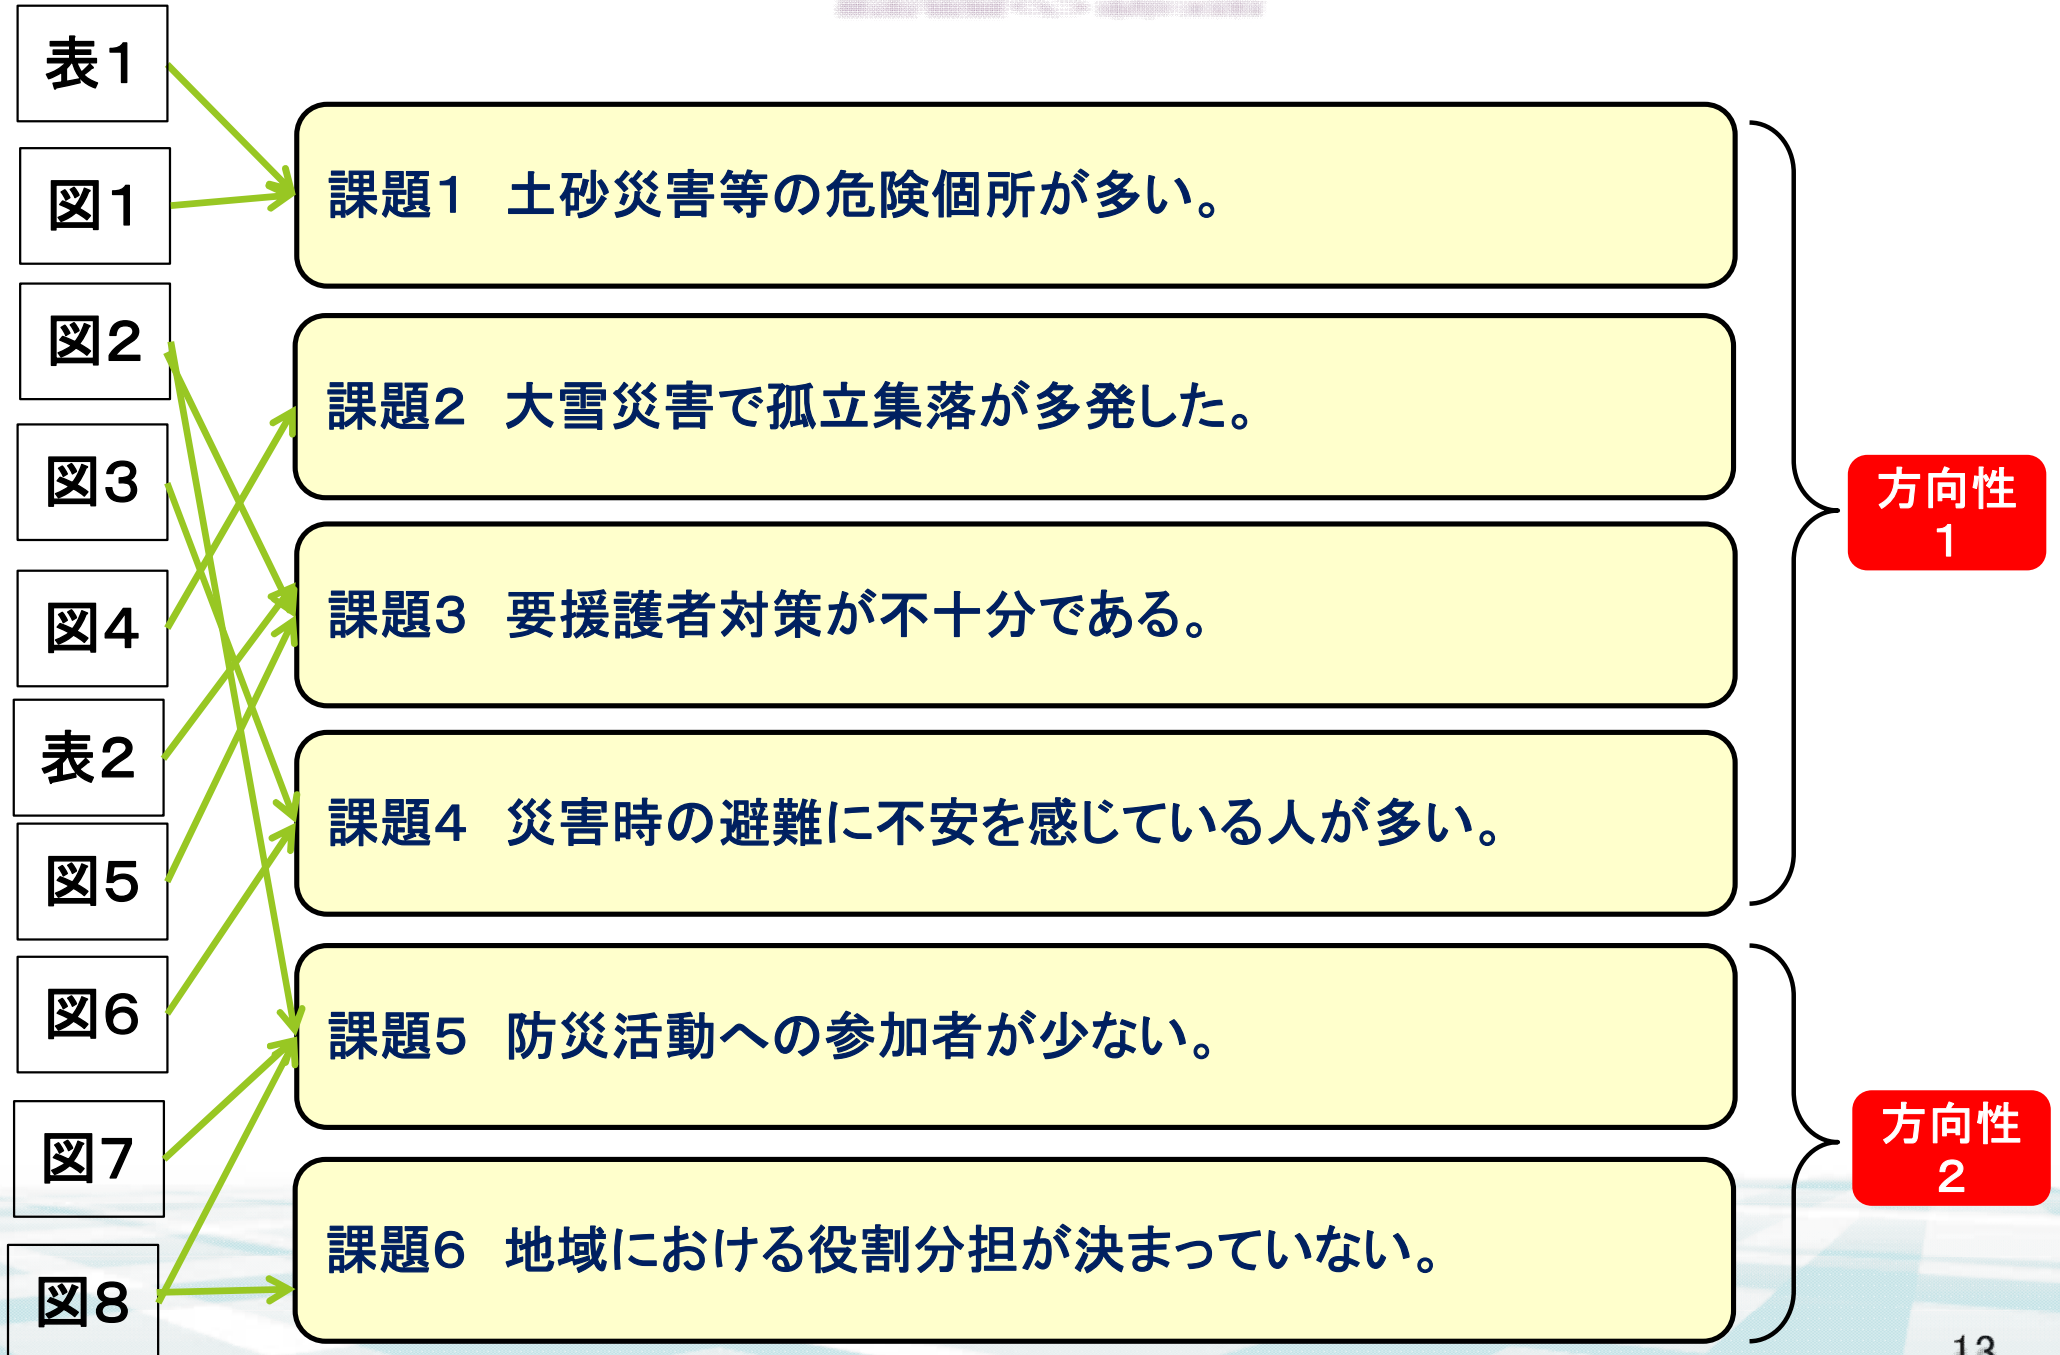 表1
図1
図2
図3
図4
表2
図5
図6
図7
図8
課題1　土砂災害等の危険個所が多い。
課題2　大雪災害で孤立集落が多発した。
課題3　要援護者対策が不十分である。
課題4　災害時の避難に不安を感じている人が多い。
課題5　防災活動への参加者が少ない。
課題6　地域における役割分担が決まっていない。
方向性
1
方向性
2
13